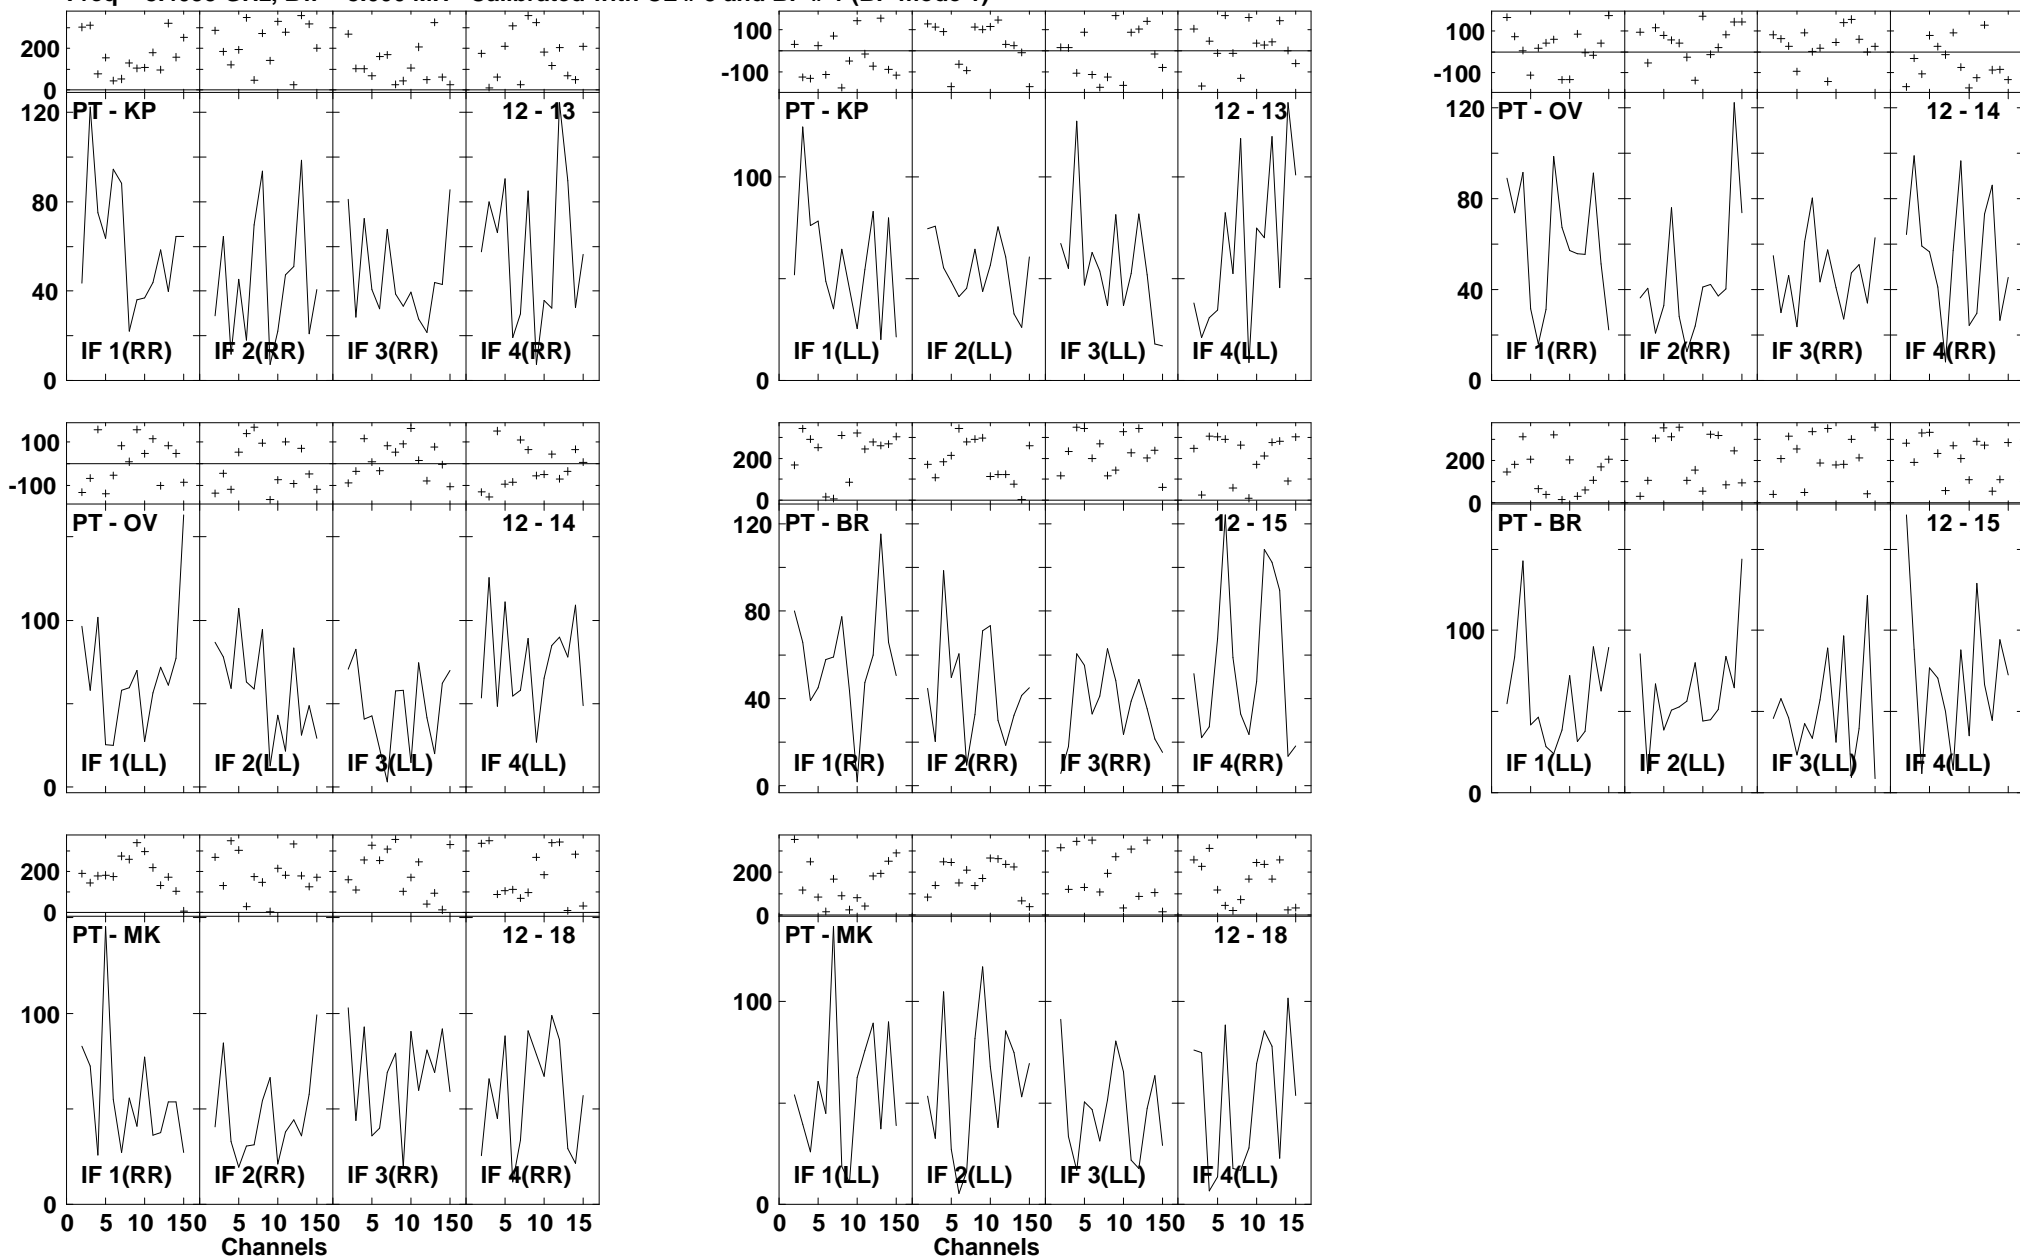 200
0
100
-100
100
-100
PT - KP 12 - 13
120
80
40
0
IF 1(RR) IF 2(RR) IF 3(RR) IF 4(RR)
PT - KP 12 - 13
100
0
IF 1(LL) IF 2(LL) IF 3(LL) IF 4(LL)
PT - OV 12 - 14
120
80
40
0
IF 1(RR) IF 2(RR) IF 3(RR) IF 4(RR)
100
-100
200
0
200
0
PT - OV 12 - 14
100
0
IF 1(LL) IF 2(LL) IF 3(LL) IF 4(LL)
PT - BR 12 - 15
120
80
40
0
IF 1(RR) IF 2(RR) IF 3(RR) IF 4(RR)
PT - BR 12 - 15
100
0
IF 1(LL) IF 2(LL) IF 3(LL) IF 4(LL)
200
0
200
0
PT - MK 12 - 18
100
0
IF 1(RR) IF 2(RR) IF 3(RR) IF 4(RR)
PT - MK 12 - 18
100
0
IF 1(LL) IF 2(LL) IF 3(LL) IF 4(LL)
0 5 10 150 5 10 150 5 10 150 5 10 15
Channels
0 5 10 150 5 10 150 5 10 150 5 10 15
Channels